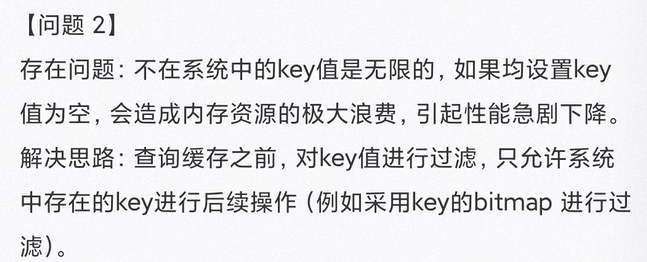 【问题 2】
存在问题：不在系统中的key值是无限的，如果均设置key
值为空，会造成内存资源的极大浪费，引起性能急剧下降。
解决思路：查询缓存之前，对key值进行过滤，只允许系统
中存在的key进行后续操作（例如采用key的bitmap 进行过
滤）。